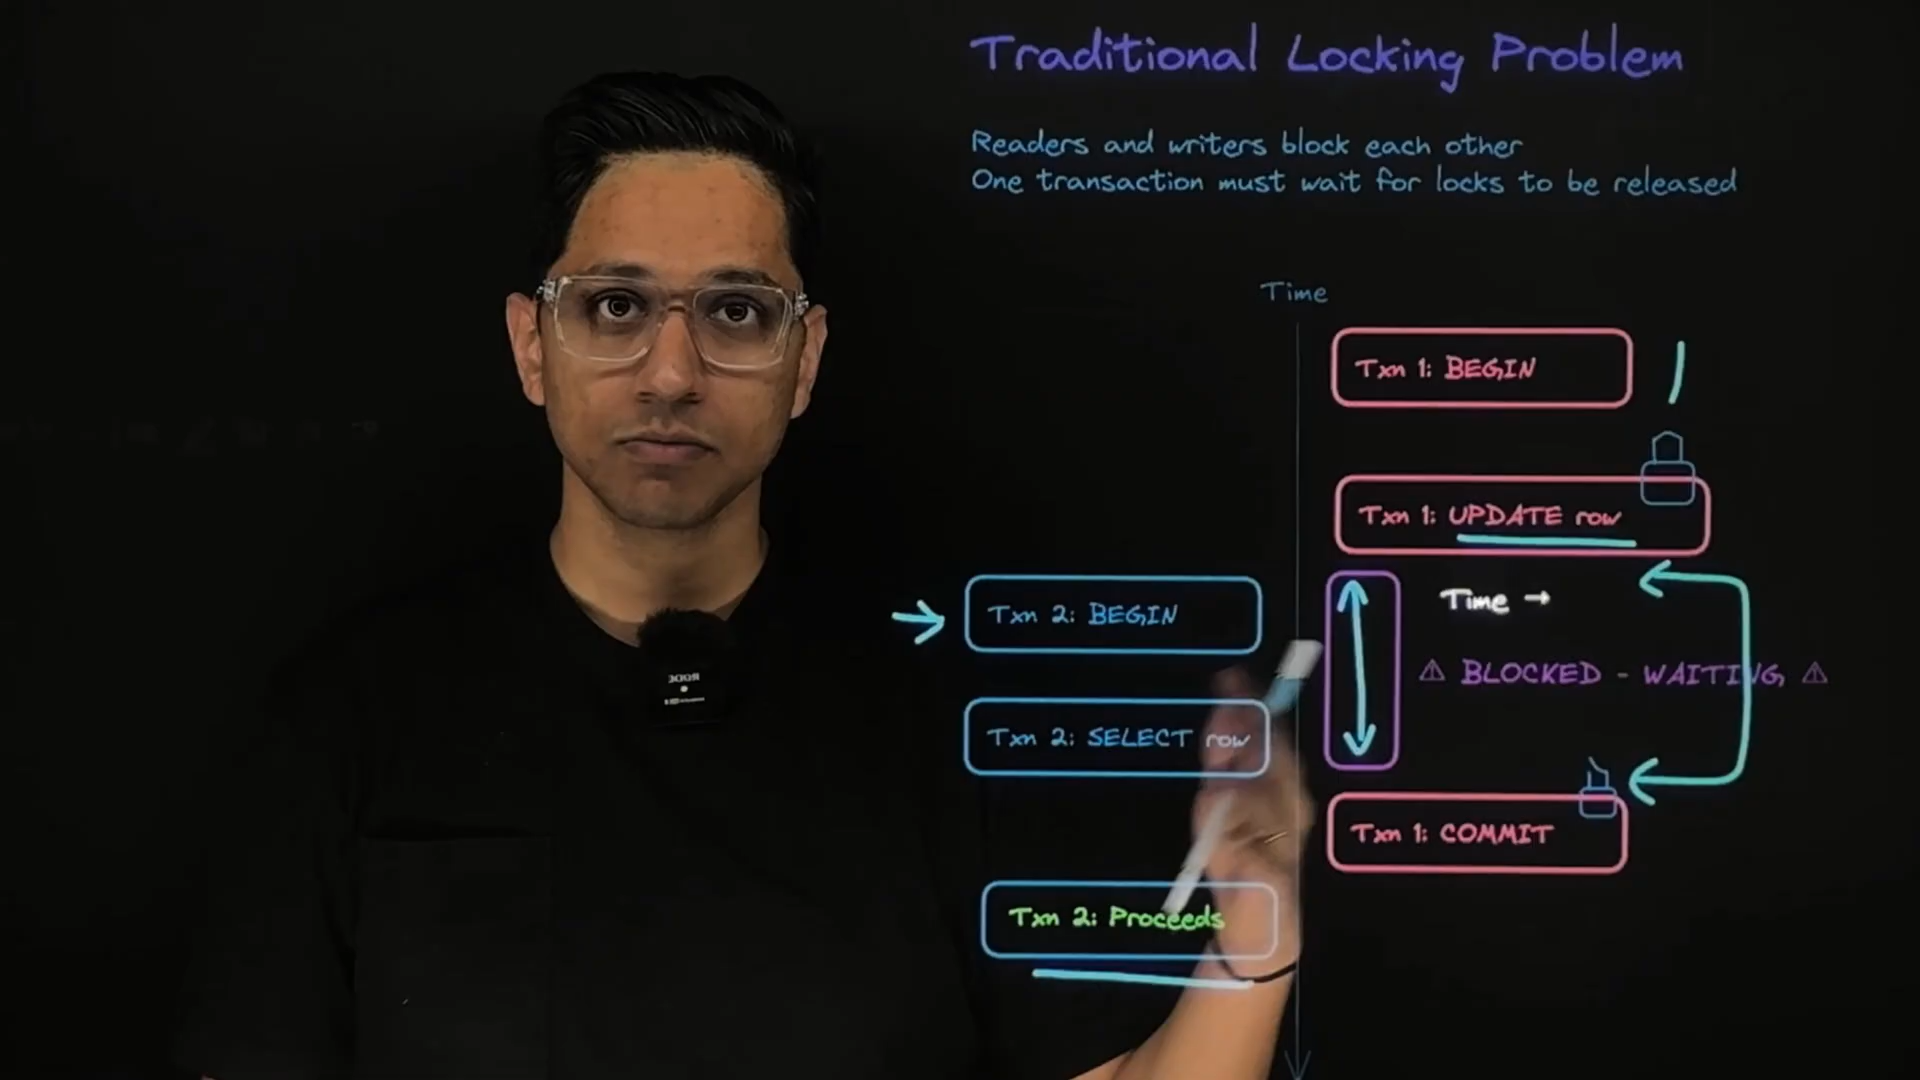 Traditional Locking Problem
Readers and writers block each other
One transaction must wait for locks to be released
Time
Txn 1: BEGIN
Txn 1: UPDATE row
Txn 2: BEGIN
Time →
⚠ BLOCKED - WAITING ⚠
Txn 2: SELECT row
Txn 1: COMMIT
Txn 2: Proceeds